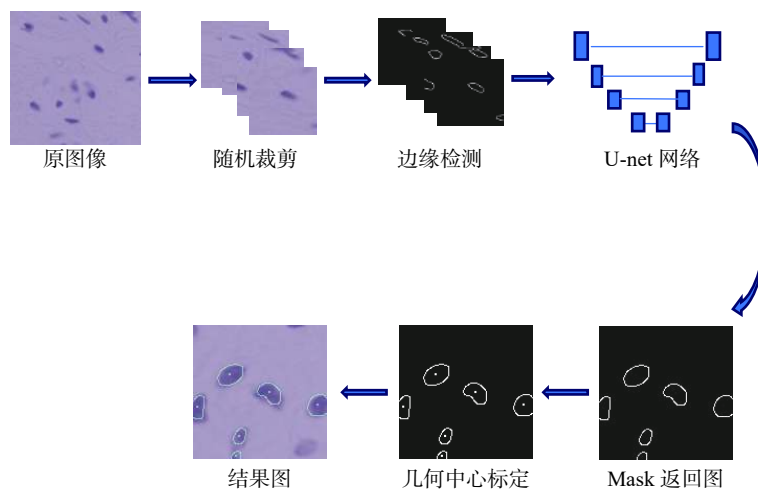 原图像
随机裁剪
边缘检测
U-net 网络
结果图
几何中心标定
Mask 返回图